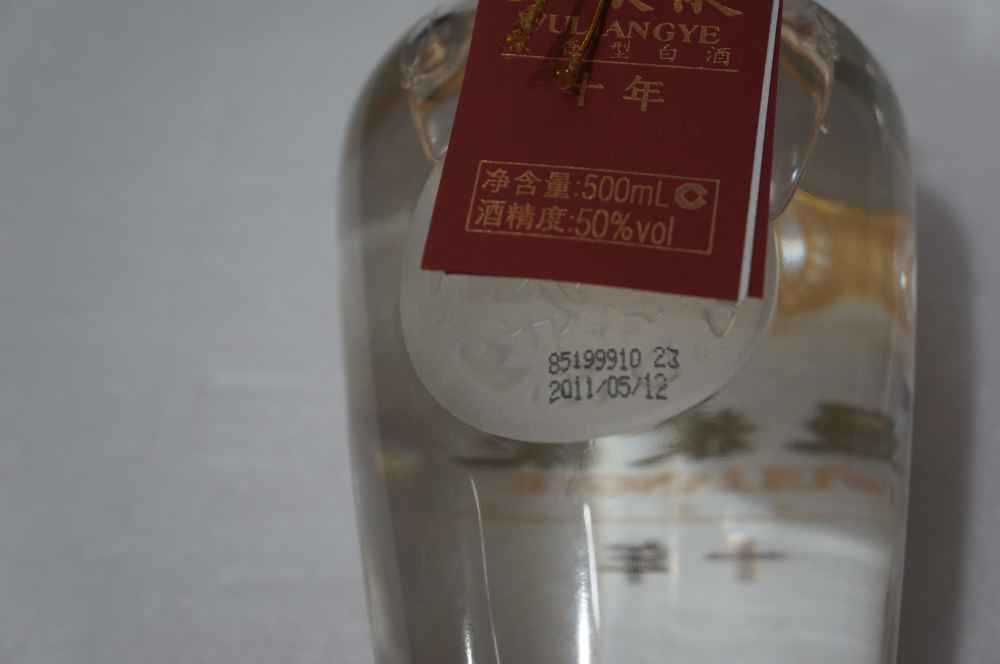 WULIANGYE
香型白酒
十年
净含量:500mL
酒精度:50%vol
85199910 23
2011/05/12